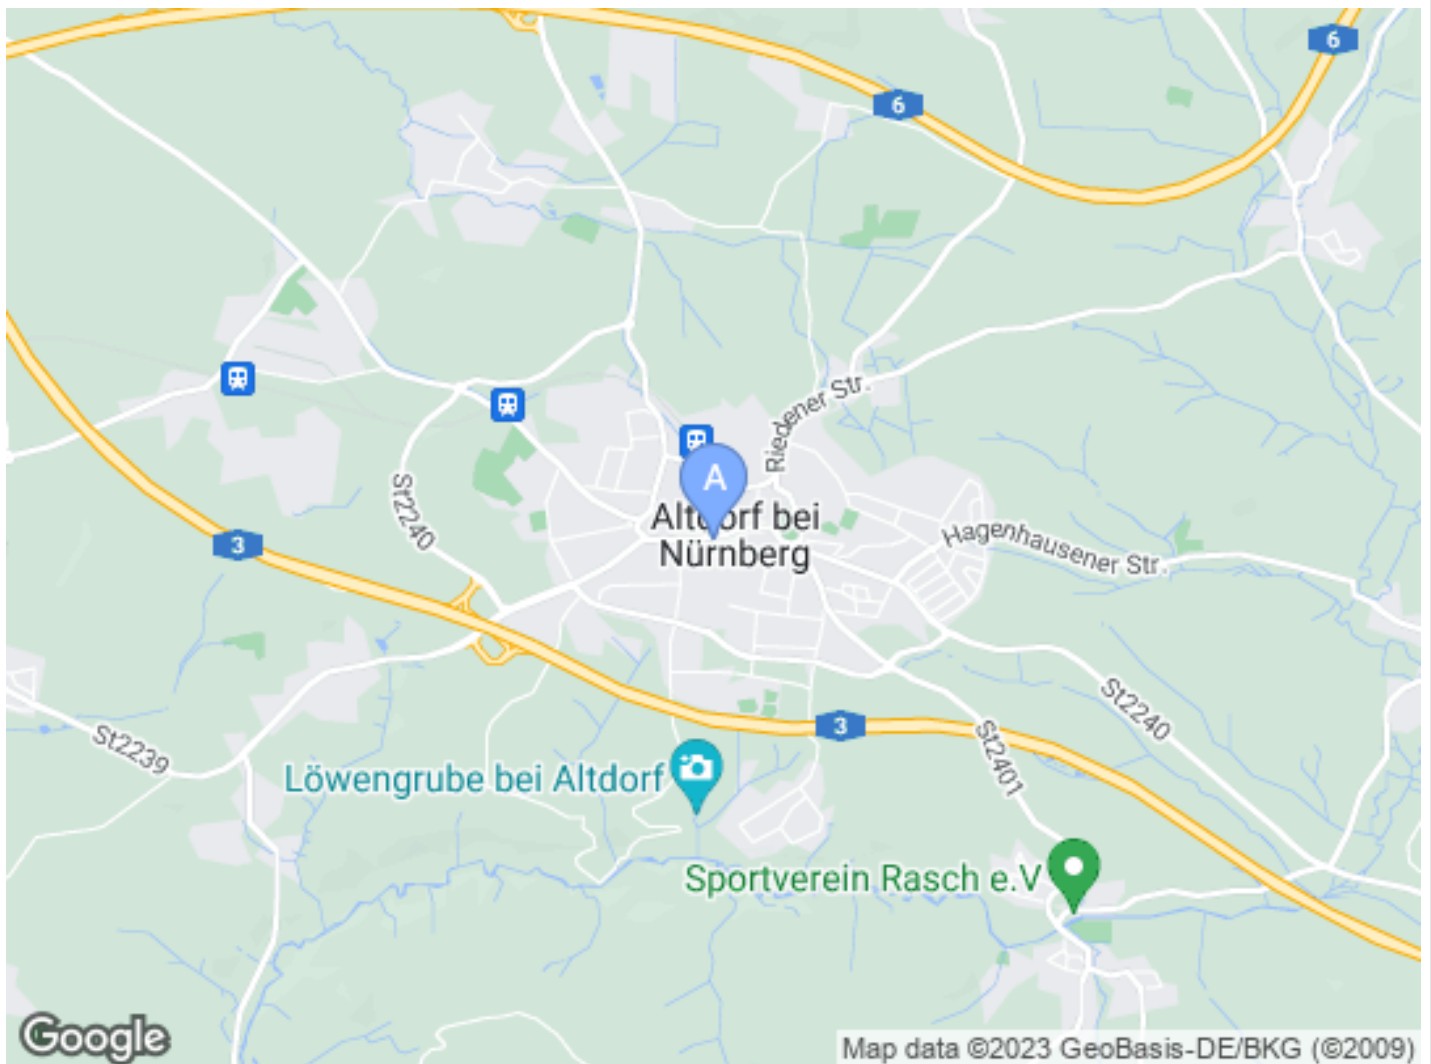 6
6
Riedener Str.
St2240
A
Altdorf bei
Nürnberg
3
Hagenhausener Str.
St2240
3
St2239
St2401
Löwengrube bei Altdorf
Sportverein Rasch e.V
Google
Map data ©2023 GeoBasis-DE/BKG (©2009)